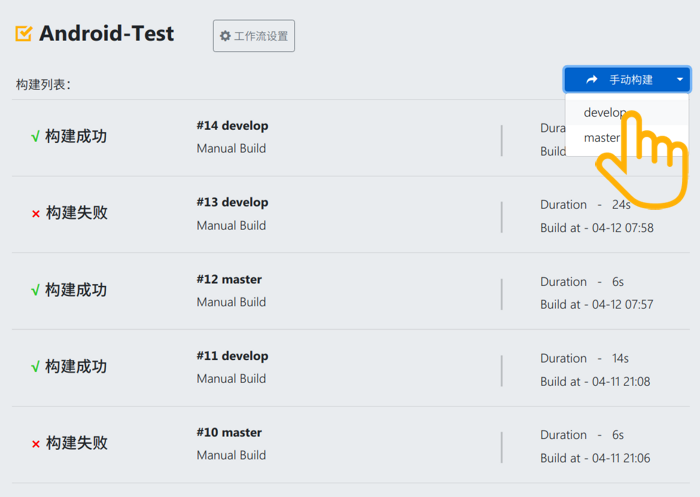 Android-Test
工作流设置
构建列表：
手动构建
develop
master
√ 构建成功
#14 develop
Manual Build
Dura
Build
× 构建失败
#13 develop
Manual Build
Duration - 24s
Build at - 04-12 07:58
√ 构建成功
#12 master
Manual Build
Duration - 6s
Build at - 04-12 07:57
√ 构建成功
#11 develop
Manual Build
Duration - 14s
Build at - 04-11 21:08
× 构建失败
#10 master
Manual Build
Duration - 6s
Build at - 04-11 21:06